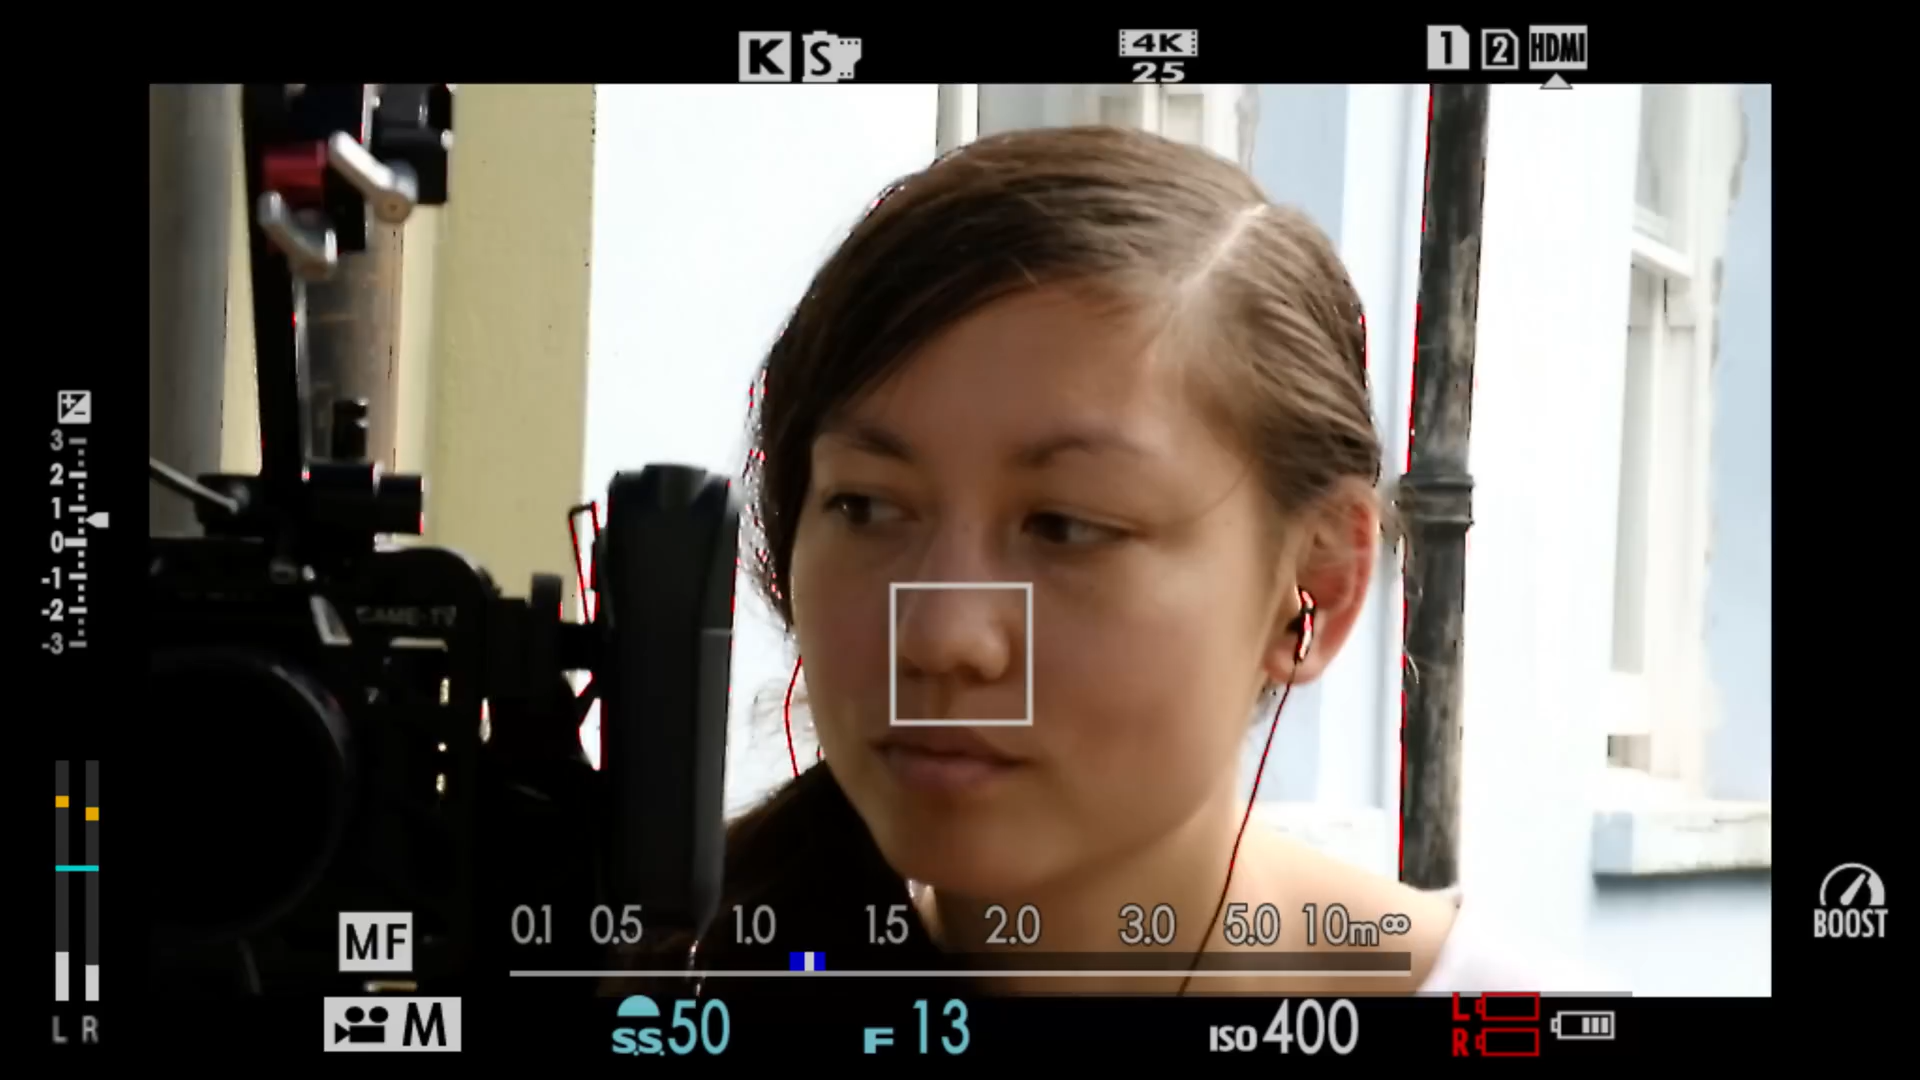 K S 4K 1 2 HDMI
25
3
2
1
0
-1
-2
-3
CAME-TV
BOOST
0.1 0.5 1.0 1.5 2.0 3.0 5.0 10m∞
MF
M S.S.50 F 13 ISO400 L
R
L R